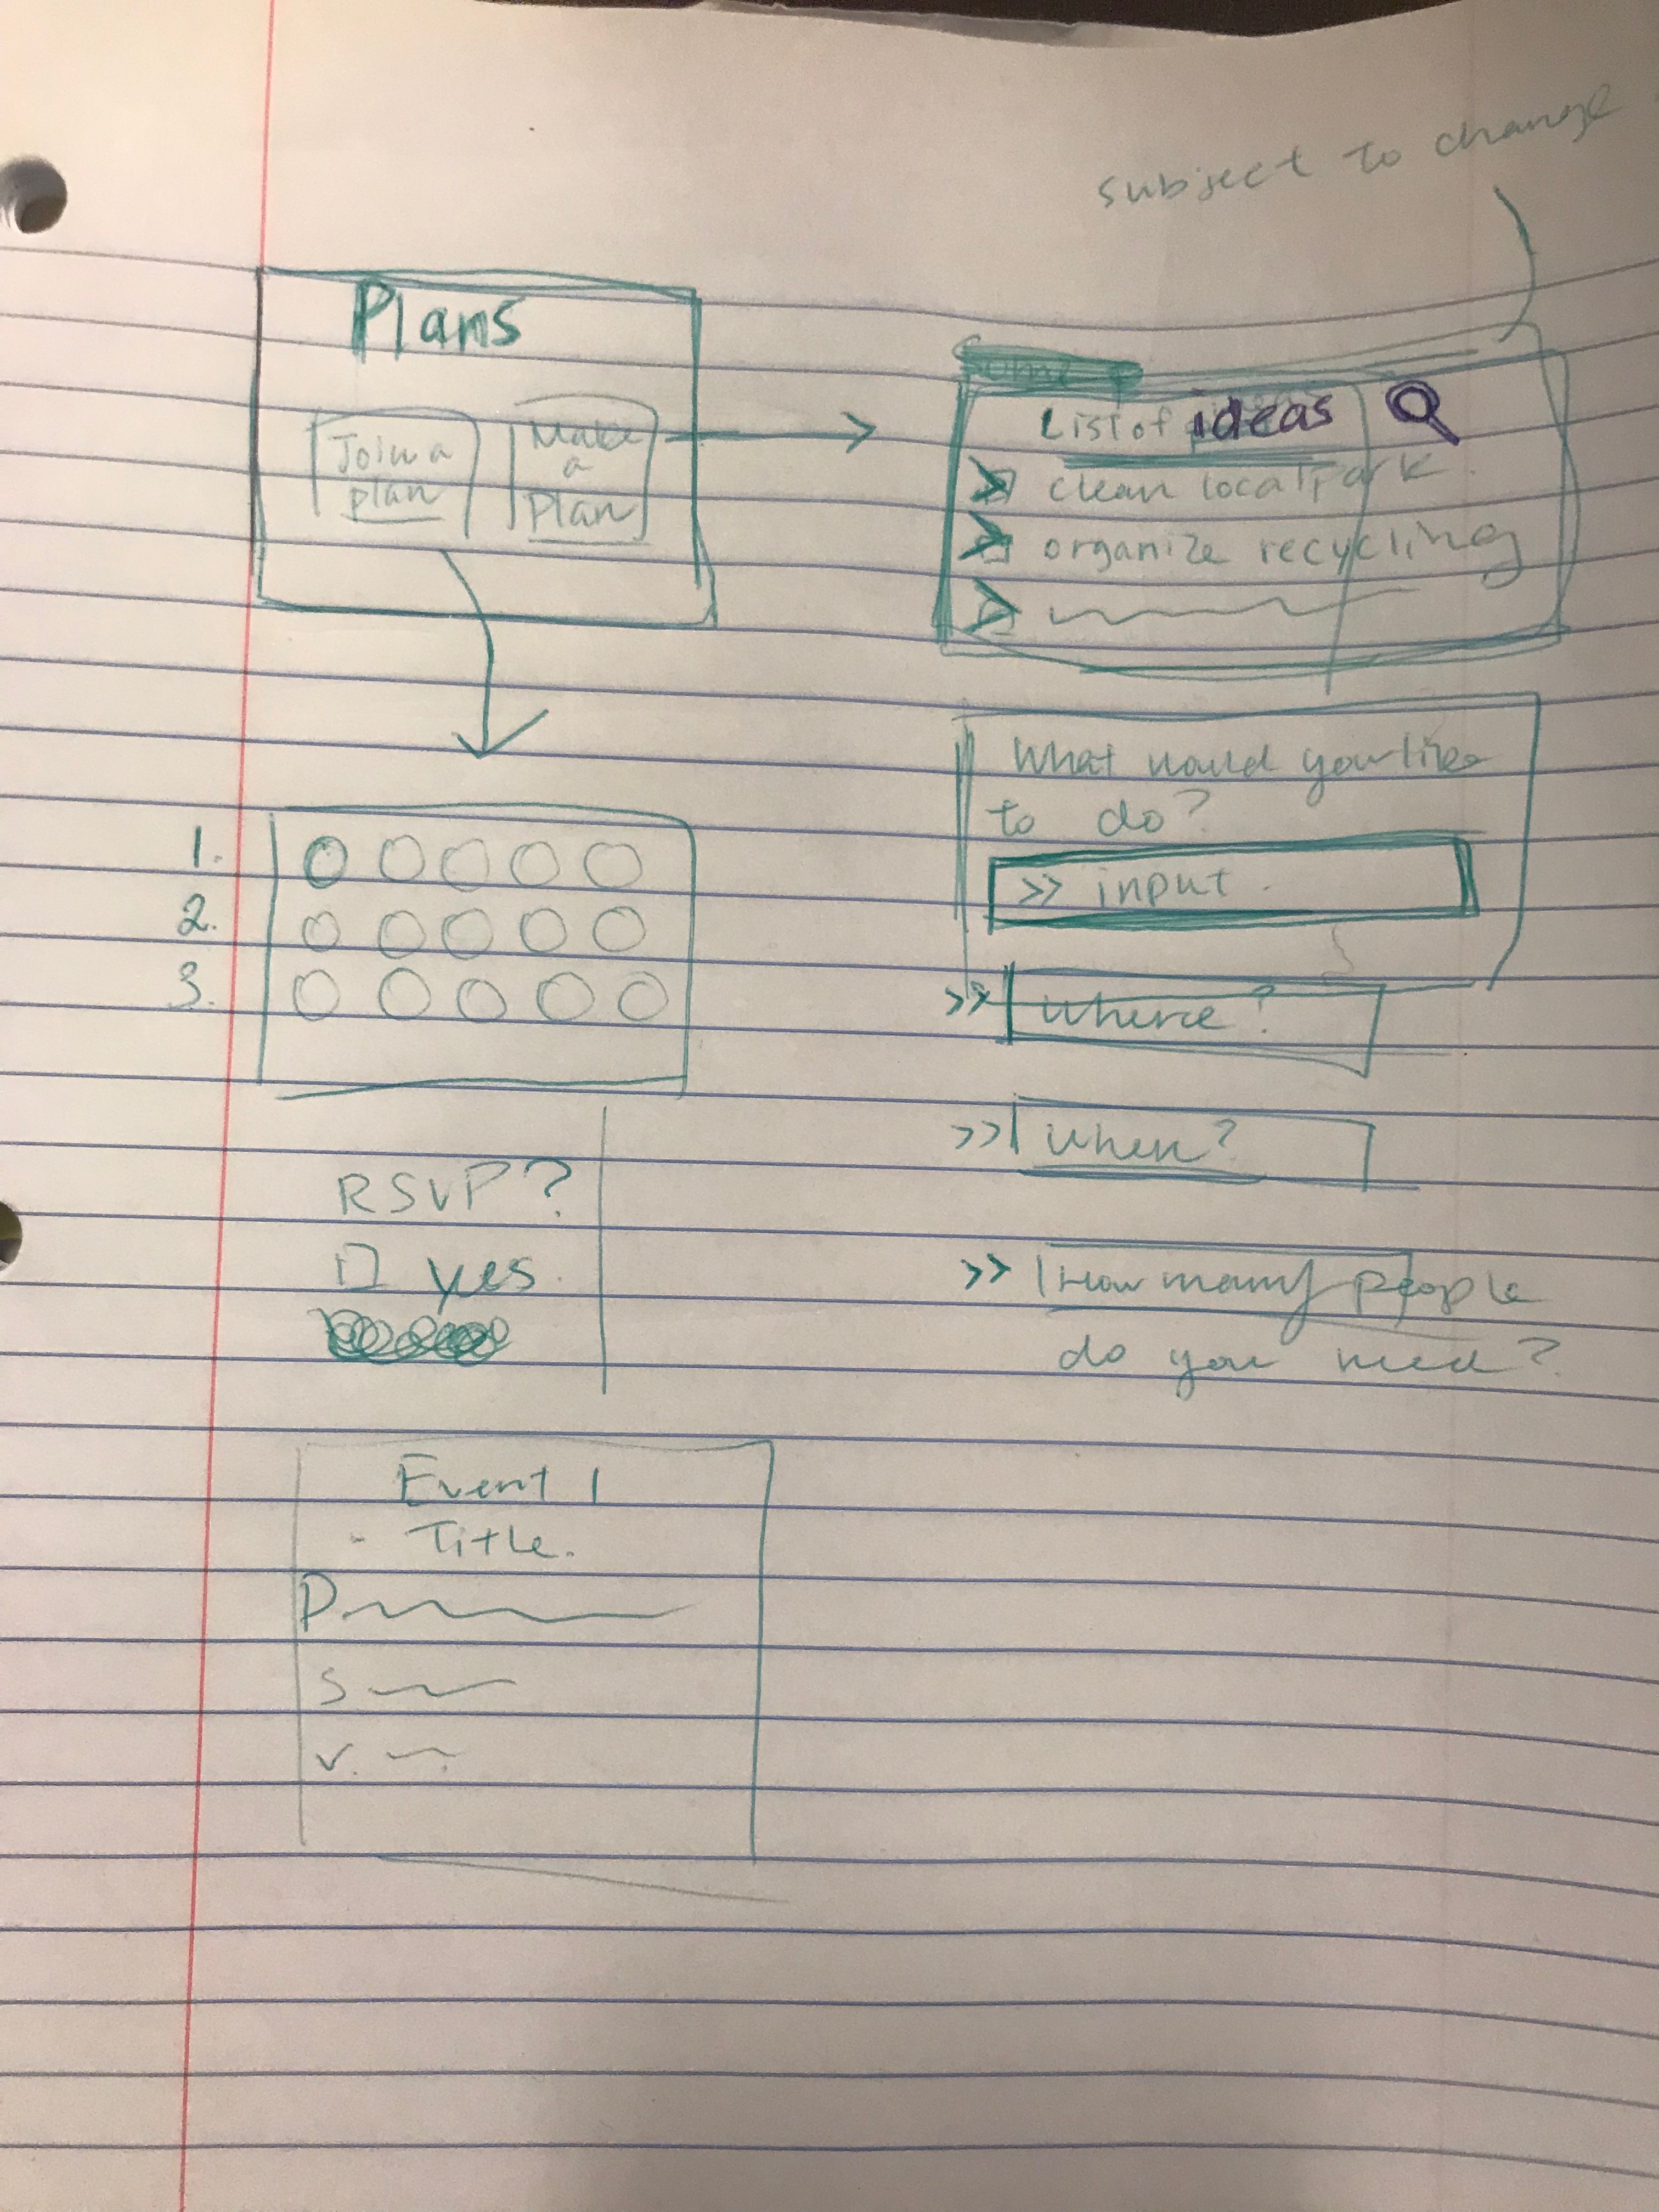 subject to change
Plans
Join a
plan
Make
a
Plan
List of ideas
clean local park
organize recycling
What would you like
to do?
>> input.
>> Where?
>> When?
>> How many people
do you need?
1.
2.
3.
RSVP?
yes.
Event 1
- Title.
P
S
V.